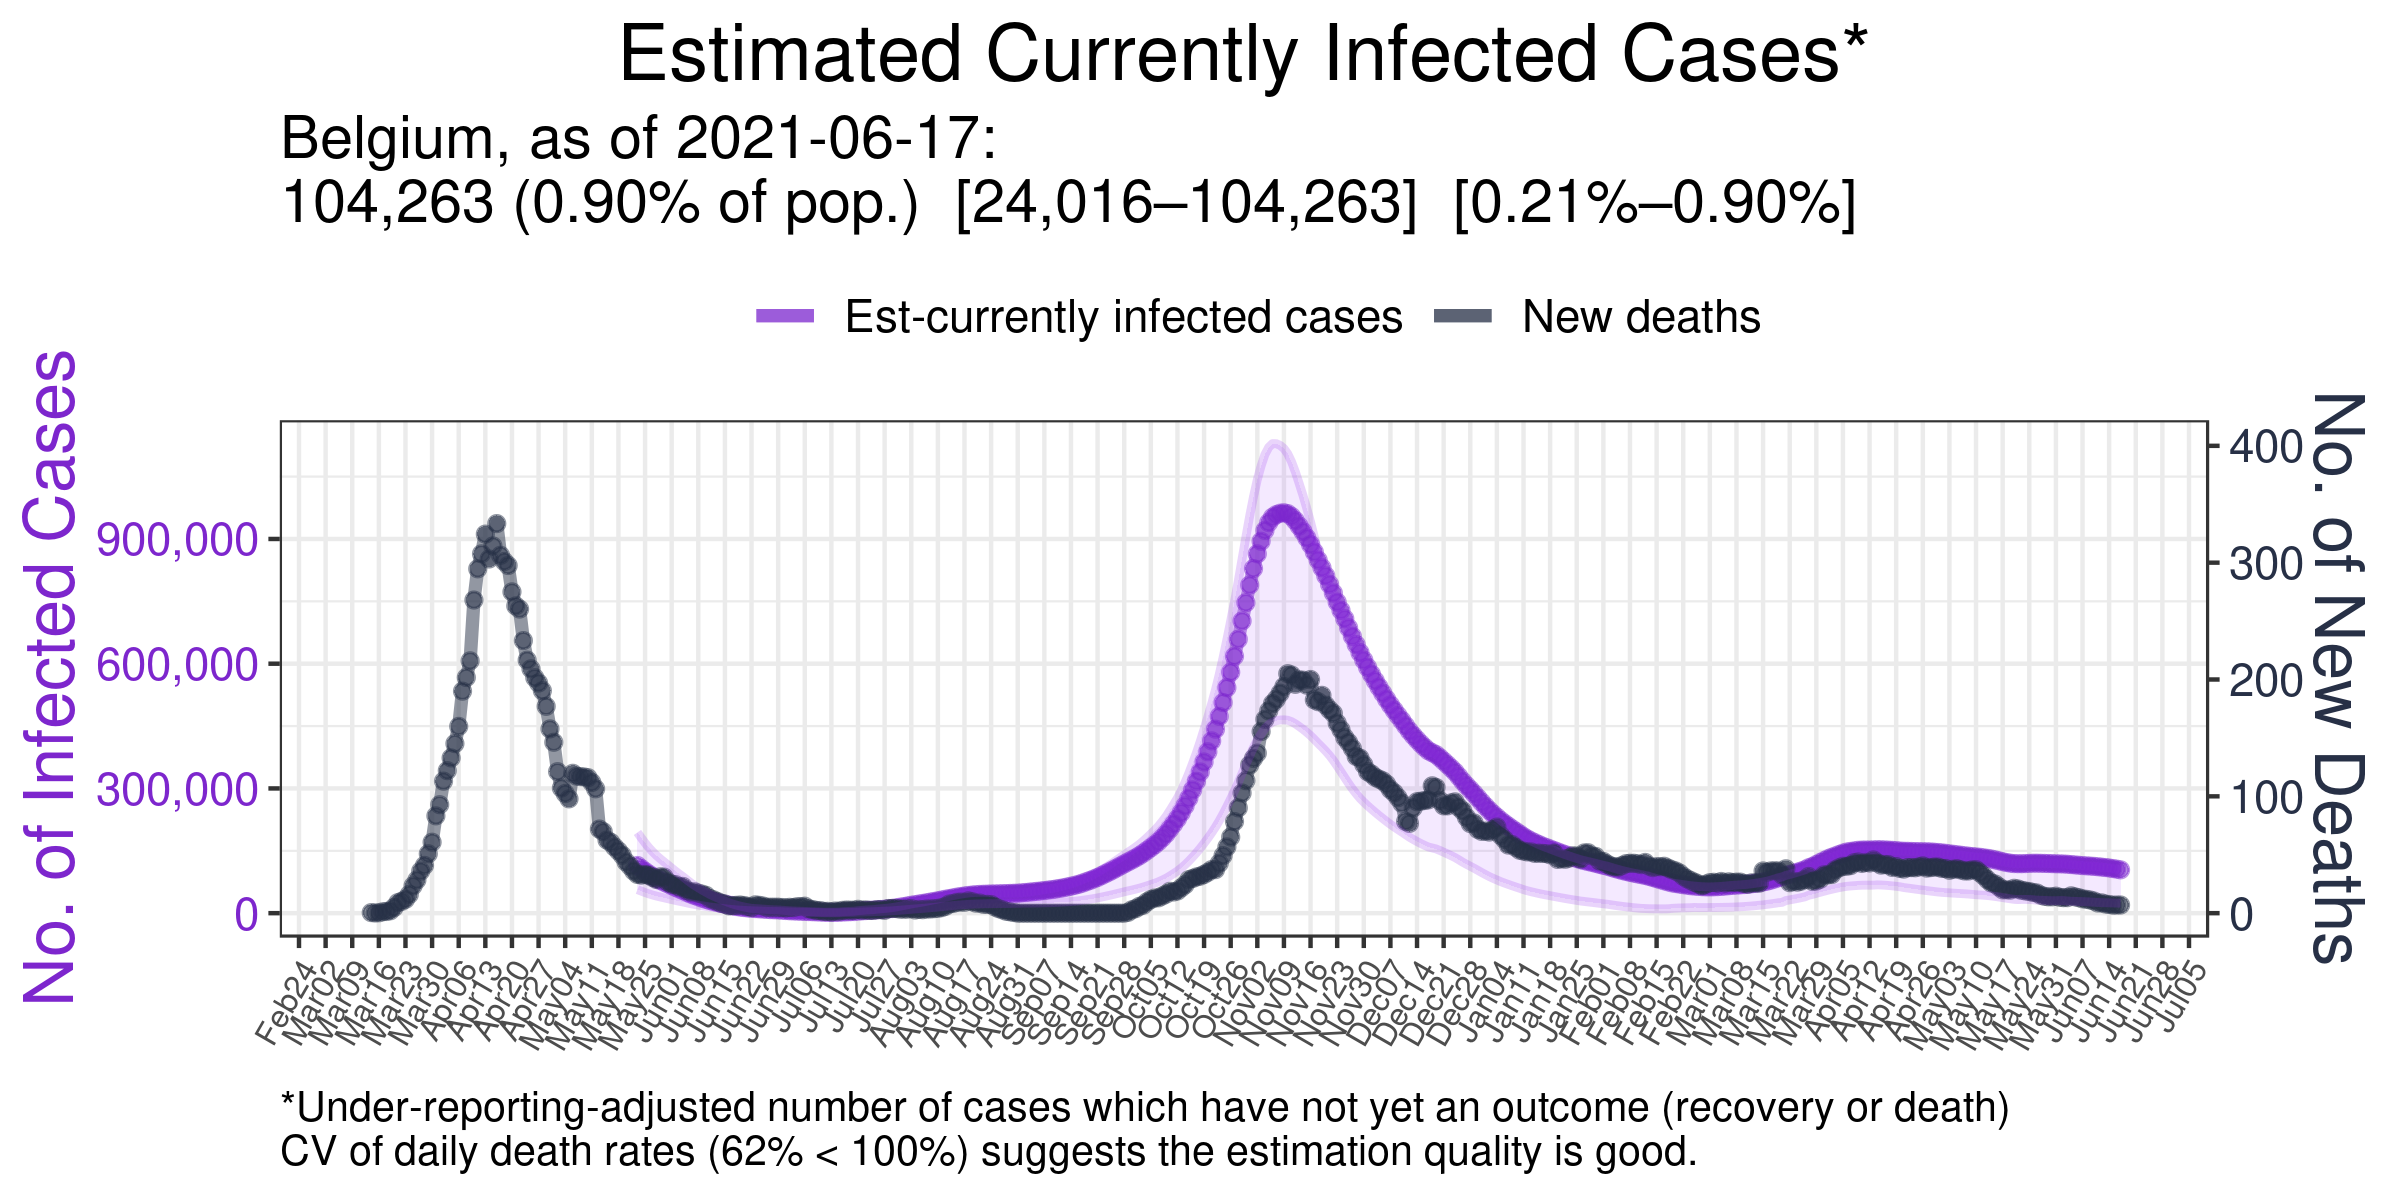 Estimated Currently Infected Cases*
Belgium, as of 2021-06-17:
104,263 (0.90% of pop.) [24,016–104,263] [0.21%–0.90%]
Est-currently infected cases
New deaths
No. of Infected Cases
900,000
600,000
300,000
0
400
300
200
100
0
No. of New Deaths
Feb24
Mar02
Mar09
Mar16
Mar23
Mar30
Apr06
Apr13
Apr20
Apr27
May04
May11
May18
May25
Jun01
Jun08
Jun15
Jun22
Jun29
Jul06
Jul13
Jul20
Jul27
Aug03
Aug10
Aug17
Aug24
Aug31
Sep07
Sep14
Sep21
Sep28
Oct05
Oct12
Oct19
Oct26
Nov02
Nov09
Nov16
Nov23
Nov30
Dec07
Dec14
Dec21
Dec28
Jan04
Jan11
Jan18
Jan25
Feb01
Feb08
Feb15
Feb22
Mar01
Mar08
Mar15
Mar22
Mar29
Apr05
Apr12
Apr19
Apr26
May03
May10
May17
May24
May31
Jun07
Jun14
Jun21
Jun28
Jul05
*Under-reporting-adjusted number of cases which have not yet an outcome (recovery or death)
CV of daily death rates (62% < 100%) suggests the estimation quality is good.